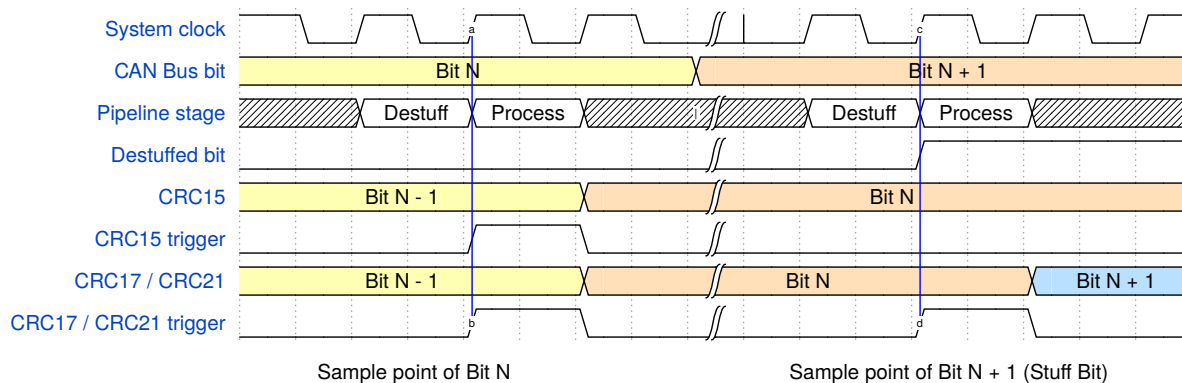 System clock a c
CAN Bus bit Bit N Bit N + 1
Pipeline stage Destuff Process Destuff Process
Destuffed bit
CRC15 Bit N - 1 Bit N
CRC15 trigger
CRC17 / CRC21 Bit N - 1 Bit N Bit N + 1
CRC17 / CRC21 trigger b d
Sample point of Bit N Sample point of Bit N + 1 (Stuff Bit)